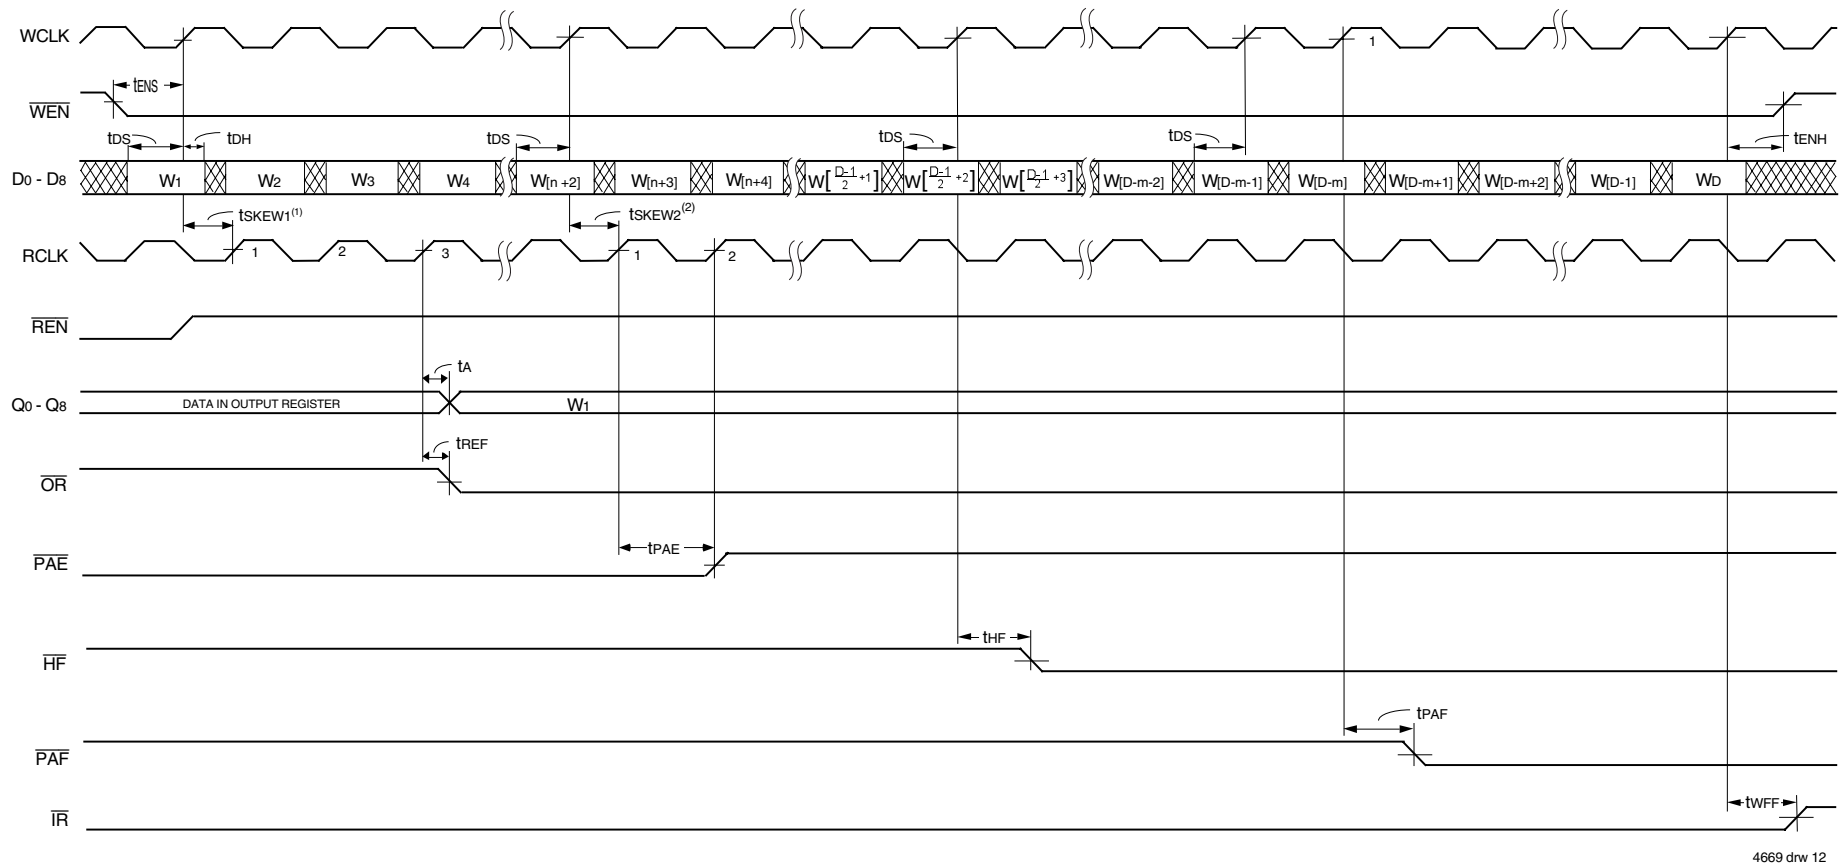 WCLK 1
tENS
WEN
tDS tDH tDS tDS tDS tENH
D0 - D8 W1 W2 W3 W4 W[n +2] W[n+3] W[n+4] W[D-1/2 +1] W[D-1/2 +2] W[D-1/2 +3] W[D-m-2] W[D-m-1] W[D-m] W[D-m+1] W[D-m+2] W[D-1] WD
tSKEW1(1) tSKEW2(2)
RCLK 1 2 3 1 2
REN
tA
Q0 - Q8 DATA IN OUTPUT REGISTER W1
tREF
OR
tPAE
PAE
tHF
HF
tPAF
PAF
tWFF
IR
4669 drw 12